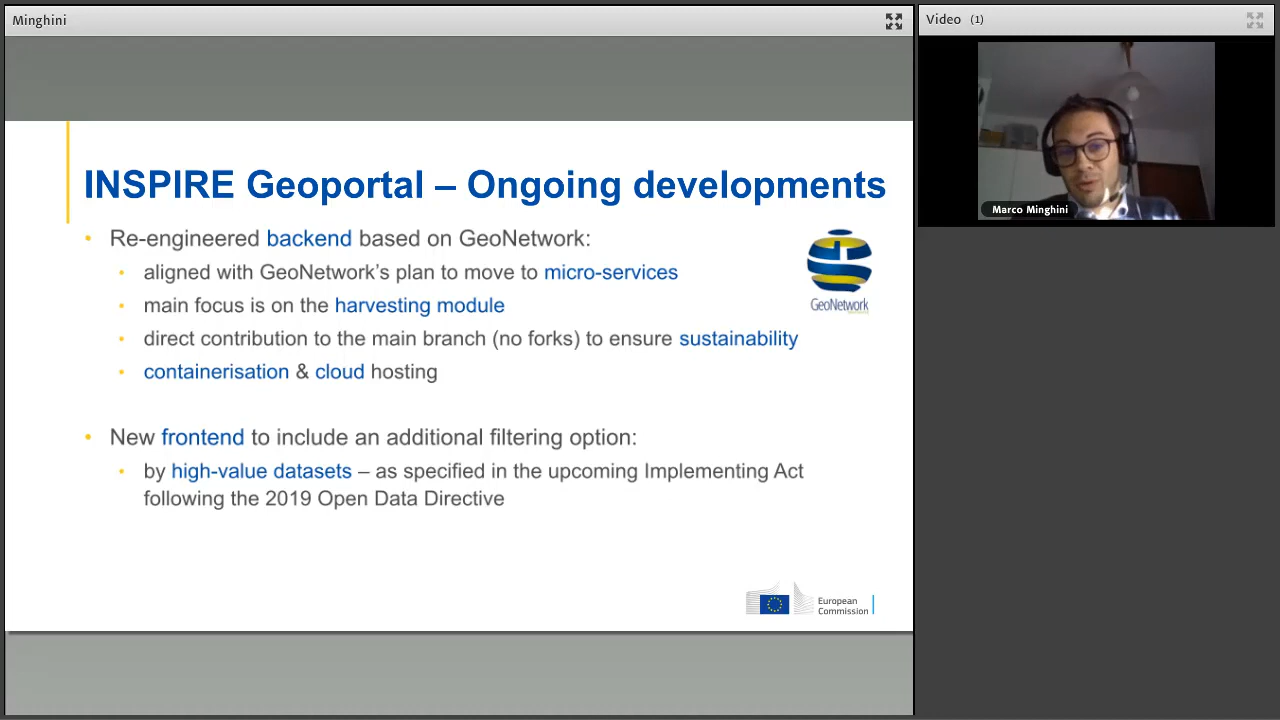 Minghini
Video (1)
Marco Minghini
INSPIRE Geoportal – Ongoing developments
• Re-engineered backend based on GeoNetwork:
• aligned with GeoNetwork's plan to move to micro-services
• main focus is on the harvesting module
• direct contribution to the main branch (no forks) to ensure sustainability
• containerisation & cloud hosting
GeoNetwork
• New frontend to include an additional filtering option:
• by high-value datasets – as specified in the upcoming Implementing Act
following the 2019 Open Data Directive
European
Commission